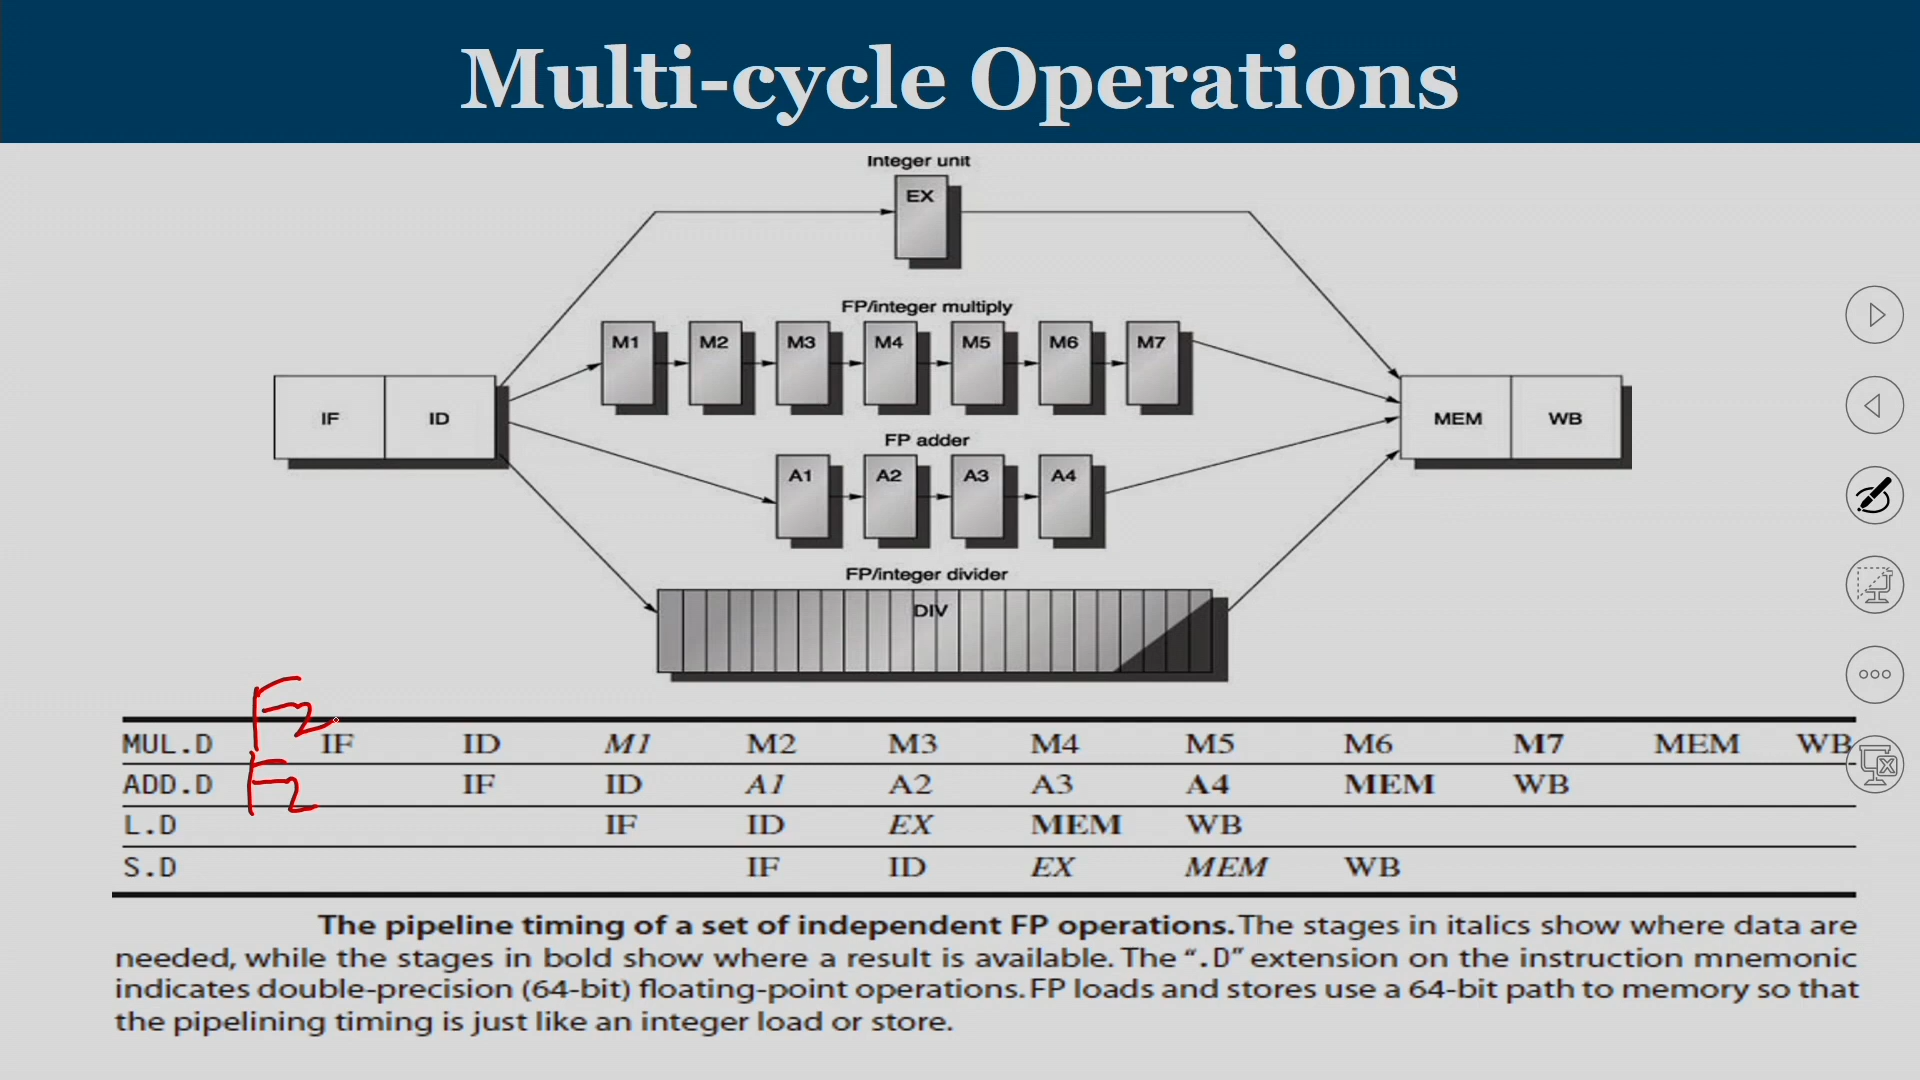 Multi-cycle Operations
Integer unit
EX
FP/integer multiply
M1 M2 M3 M4 M5 M6 M7
IF ID MEM WB
FP adder
A1 A2 A3 A4
FP/integer divider
DIV
F2
MUL.D IF ID M1 M2 M3 M4 M5 M6 M7 MEM WB
F2
ADD.D IF ID A1 A2 A3 A4 MEM WB
L.D IF ID EX MEM WB
S.D IF ID EX MEM WB
The pipeline timing of a set of independent FP operations. The stages in italics show where data are
needed, while the stages in bold show where a result is available. The “.D” extension on the instruction mnemonic
indicates double-precision (64-bit) floating-point operations. FP loads and stores use a 64-bit path to memory so that
the pipelining timing is just like an integer load or store.